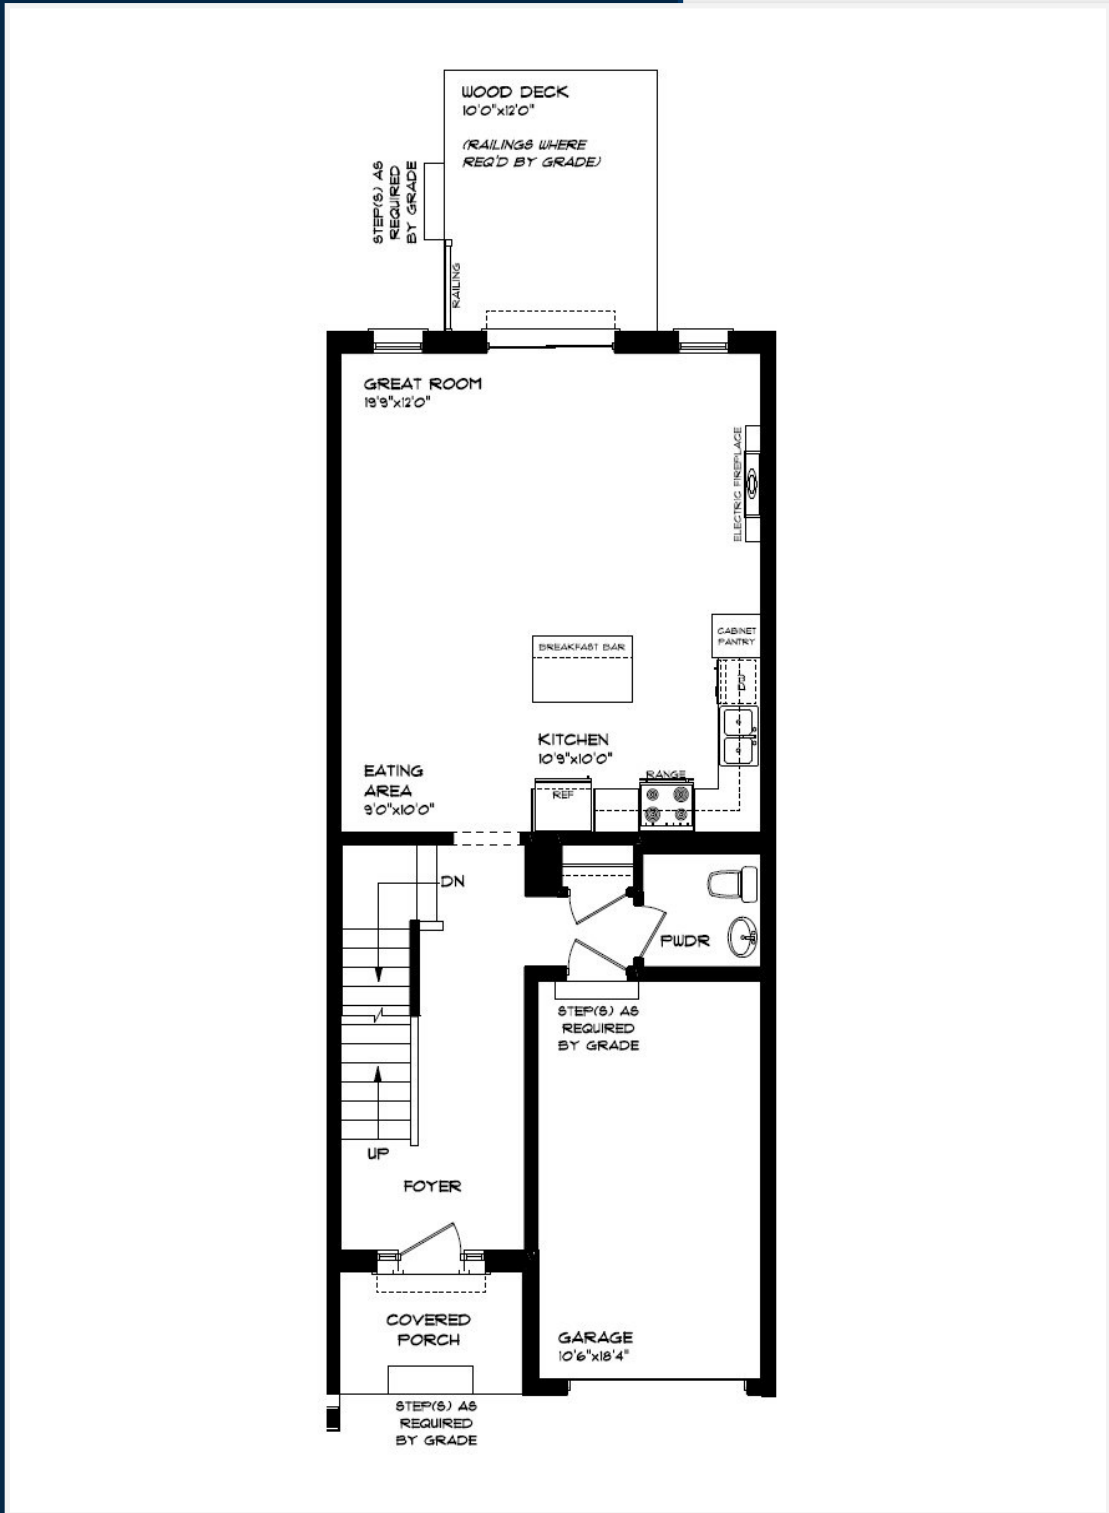 WOOD DECK
10'0"x12'0"
(RAILINGS WHERE
REQ'D BY GRADE)
STEP(S) AS
REQUIRED
BY GRADE
RAILING
GREAT ROOM
19'9"x12'0"
ELECTRIC FIREPLACE
CABINET
PANTRY
BREAKFAST BAR
DW
KITCHEN
10'9"x10'0"
EATING
AREA
9'0"x10'0"
REF
RANGE
DN
PWDR
STEP(S) AS
REQUIRED
BY GRADE
UP
FOYER
COVERED
PORCH
GARAGE
10'6"x18'4"
STEP(S) AS
REQUIRED
BY GRADE